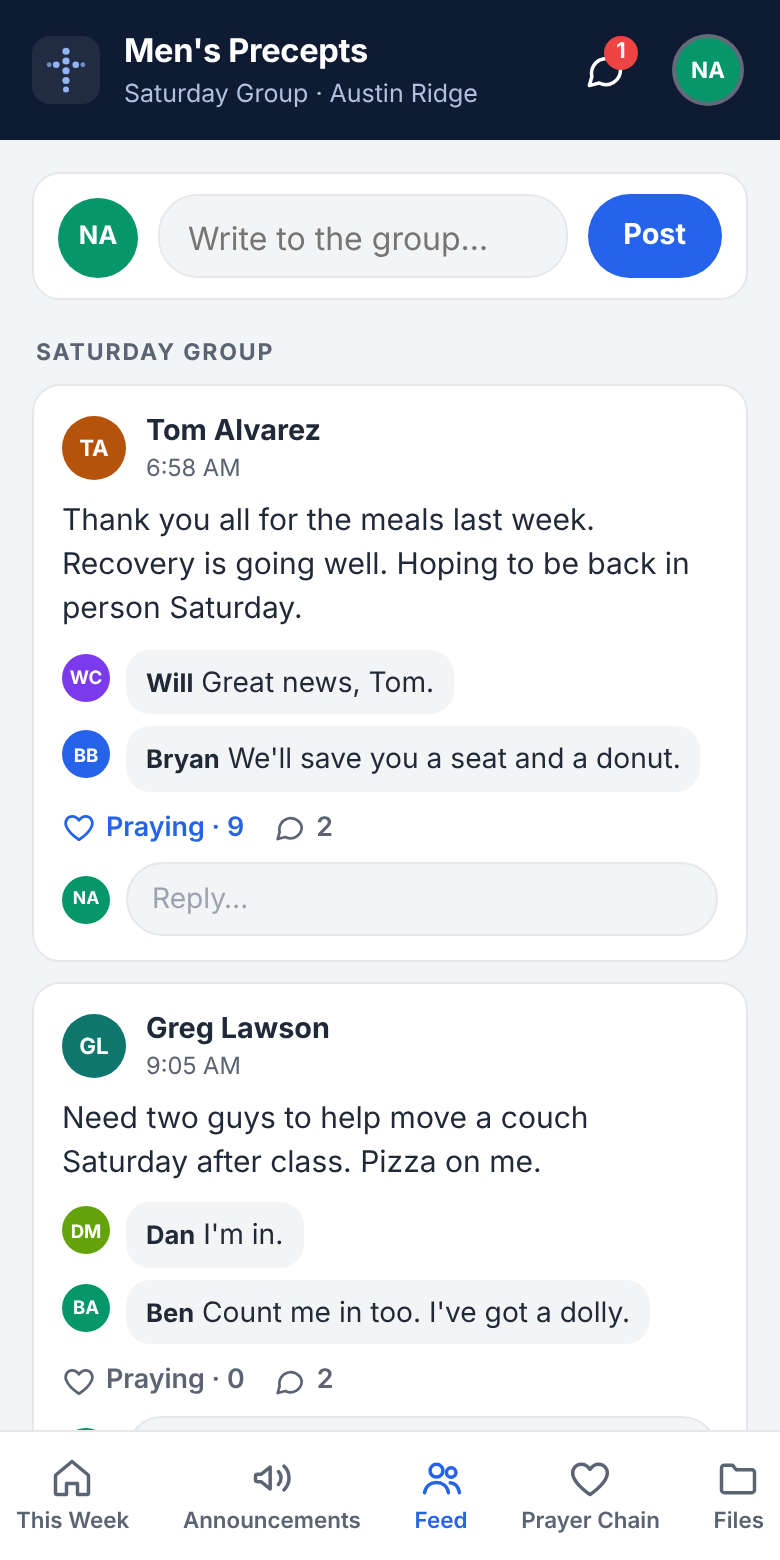 Men's Precepts
Saturday Group · Austin Ridge
1
NA
NA
Write to the group...
Post
SATURDAY GROUP
TA
Tom Alvarez
6:58 AM
Thank you all for the meals last week.
Recovery is going well. Hoping to be back in
person Saturday.
WC
Will Great news, Tom.
BB
Bryan We'll save you a seat and a donut.
Praying · 9
2
NA
Reply...
GL
Greg Lawson
9:05 AM
Need two guys to help move a couch
Saturday after class. Pizza on me.
DM
Dan I'm in.
BA
Ben Count me in too. I've got a dolly.
Praying · 0
2
This Week
Announcements
Feed
Prayer Chain
Files